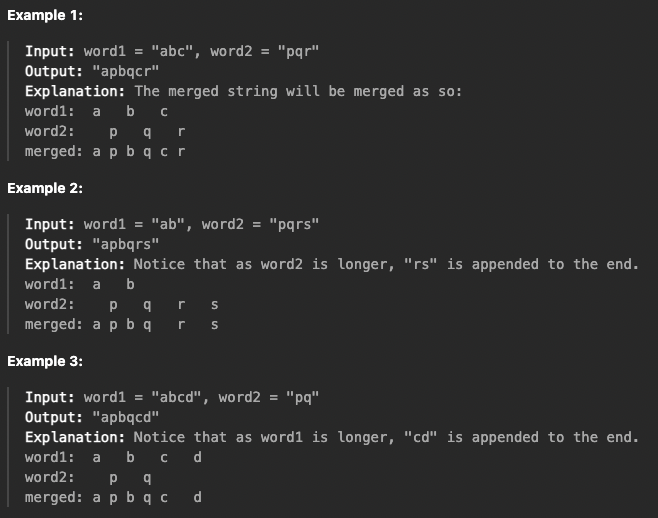 Example 1:
Input: word1 = "abc", word2 = "pqr"
Output: "apbqcr"
Explanation: The merged string will be merged as so:
word1:  a   b   c
word2:    p   q   r
merged: a p b q c r
Example 2:
Input: word1 = "ab", word2 = "pqrs"
Output: "apbqrs"
Explanation: Notice that as word2 is longer, "rs" is appended to the end.
word1:  a   b
word2:    p   q   r   s
merged: a p b q   r   s
Example 3:
Input: word1 = "abcd", word2 = "pq"
Output: "apbqcd"
Explanation: Notice that as word1 is longer, "cd" is appended to the end.
word1:  a   b   c   d
word2:    p   q
merged: a p b q c   d